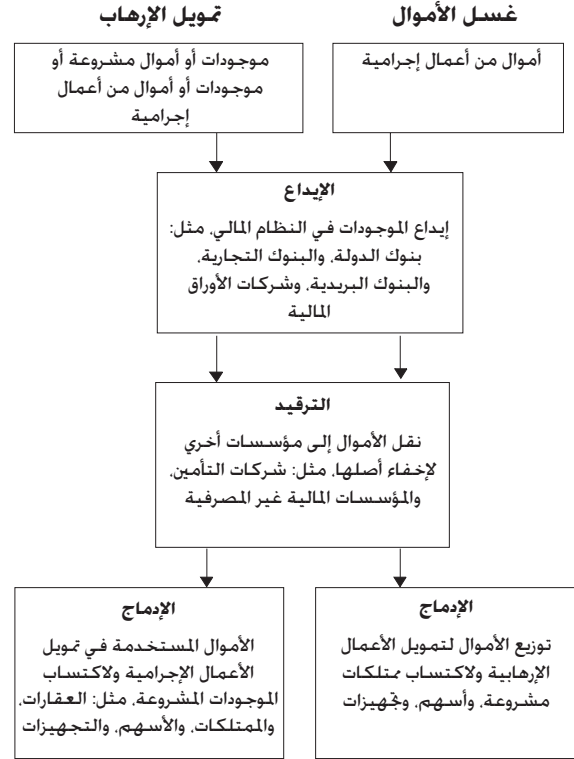 غسل الأموال
تمويل الإرهاب
أموال من أعمال إجرامية
موجودات أو أموال مشروعة أو
موجودات أو أموال من أعمال
إجرامية
الإيداع
إيداع الموجودات في النظام المالي، مثل:
بنوك الدولة، والبنوك التجارية،
والبنوك البريدية، وشركات الأوراق
المالية
الترقيد
نقل الأموال إلى مؤسسات أخري
لإخفاء أصلها، مثل: شركات التأمين،
والمؤسسات المالية غير المصرفية
الإدماج
توزيع الأموال لتمويل الأعمال
الإرهابية ولاكتساب ممتلكات
مشروعة، وأسهم، وتجهيزات
الإدماج
الأموال المستخدمة في تمويل
الأعمال الإجرامية ولاكتساب
الموجودات المشروعة، مثل: العقارات،
والممتلكات، والأسهم، والتجهيزات